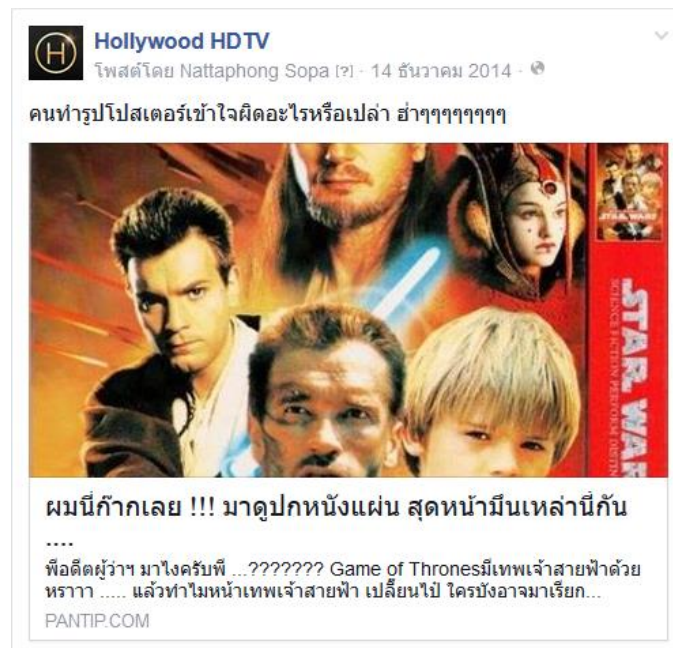 Hollywood HDTV
โพสต์โดย Nattaphong Sopa [?] · 14 ธันวาคม 2014 ·
คนทำรูปโปสเตอร์เข้าใจผิดอะไรหรือเปล่า ฮ่าๆๆๆๆๆๆๆๆ
STAR WARS
STAR WAR
SCIENCE FICTION PERFORM DESTIN
ผมนี่ก๊ากเลย !!! มาดูปกหนังแผ่น สุดหน้ามึนเหล่านี้กัน
....
พี่อดีตผู้ว่าฯ มาไงครับพี่ ...??????? Game of Thronesมีเทพเจ้าสายฟ้าด้วย
หราาา ..... แล้วทำไมหน้าเทพเจ้าสายฟ้า เปลี๊ยนไป๋ ใครบังอาจมาเรียก...
PANTIP.COM